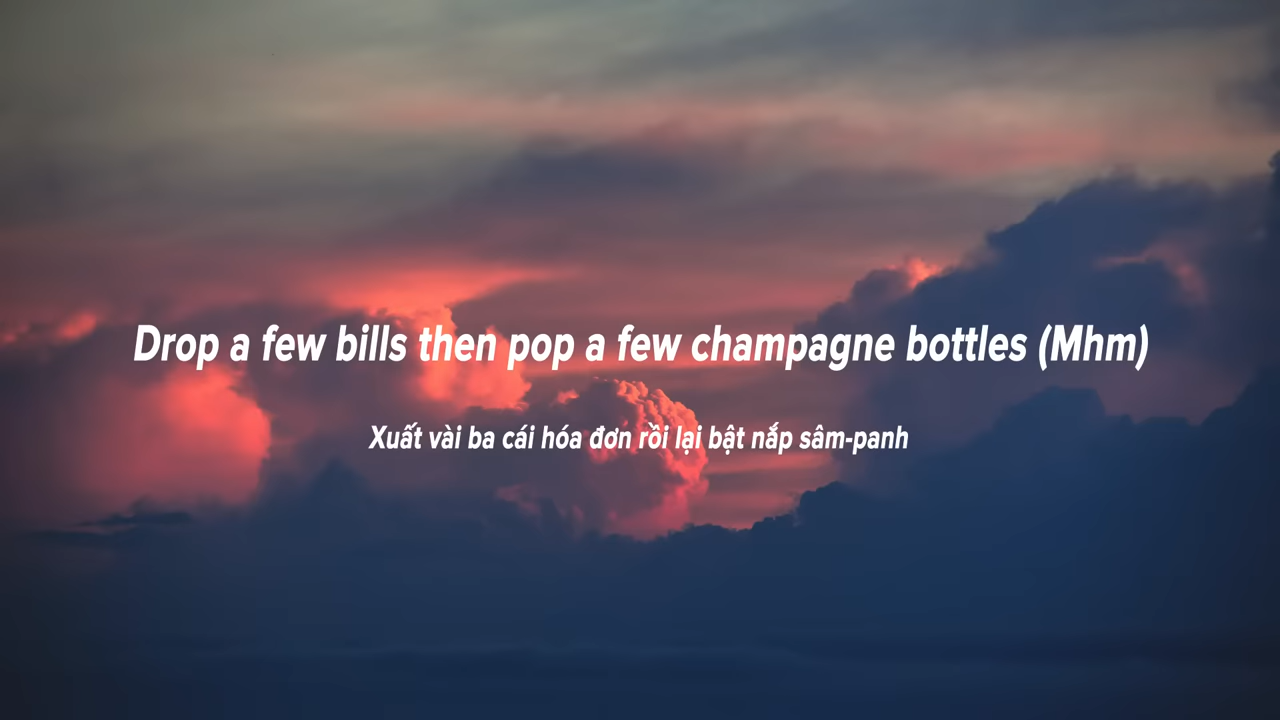 Drop a few bills then pop a few champagne bottles (Mhm)
Xuất vài ba cái hóa đơn rồi lại bật nắp sâm-panh